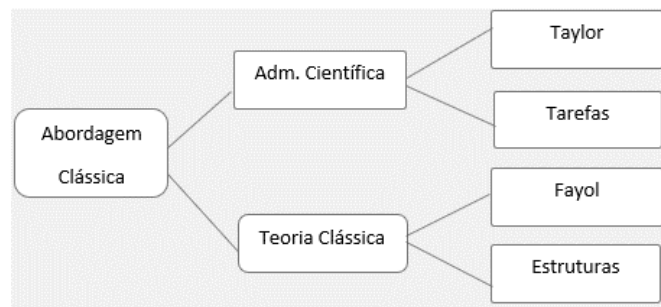 Abordagem
Clássica
Adm. Científica
Taylor
Tarefas
Teoria Clássica
Fayol
Estruturas